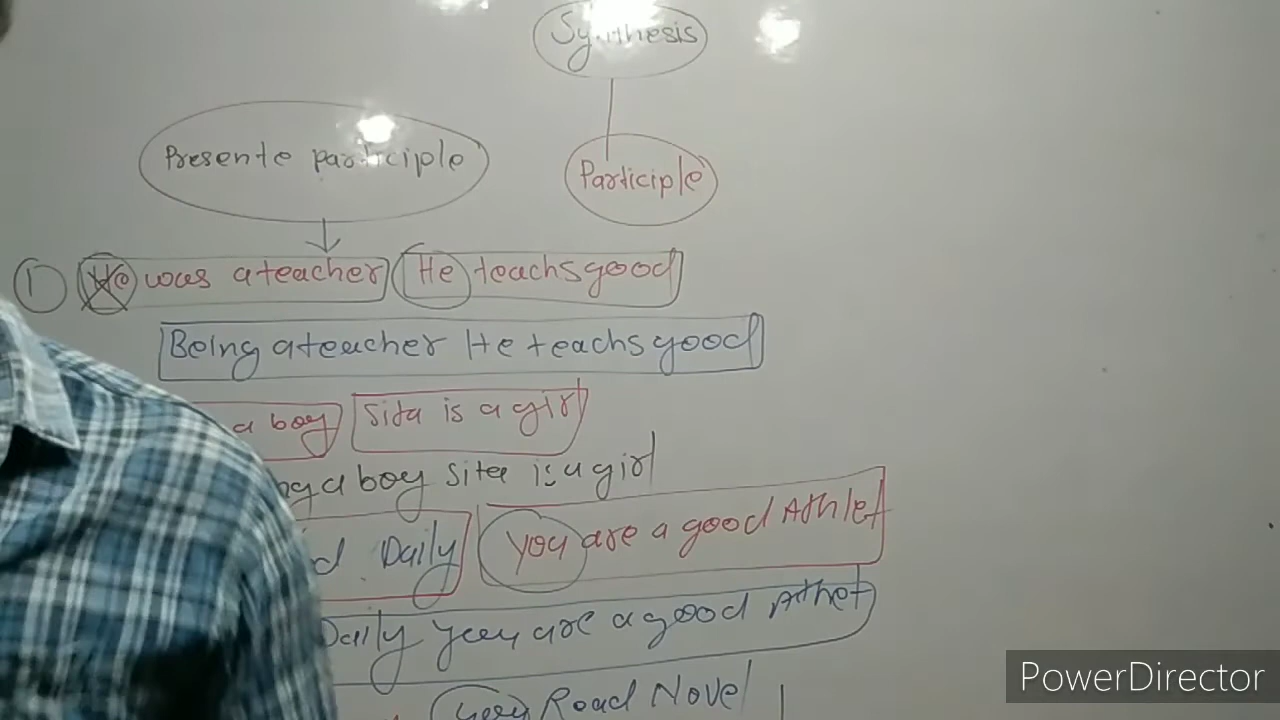 Synthesis
Presente participle
Participle
1 He was a teacher He teachs good
Being a teacher He teachs good
a boy Sita is a girl
a boy Sita is a girl
Daily You are a good Athlet
Daily you are a good Athet
Road Novel
PowerDirector